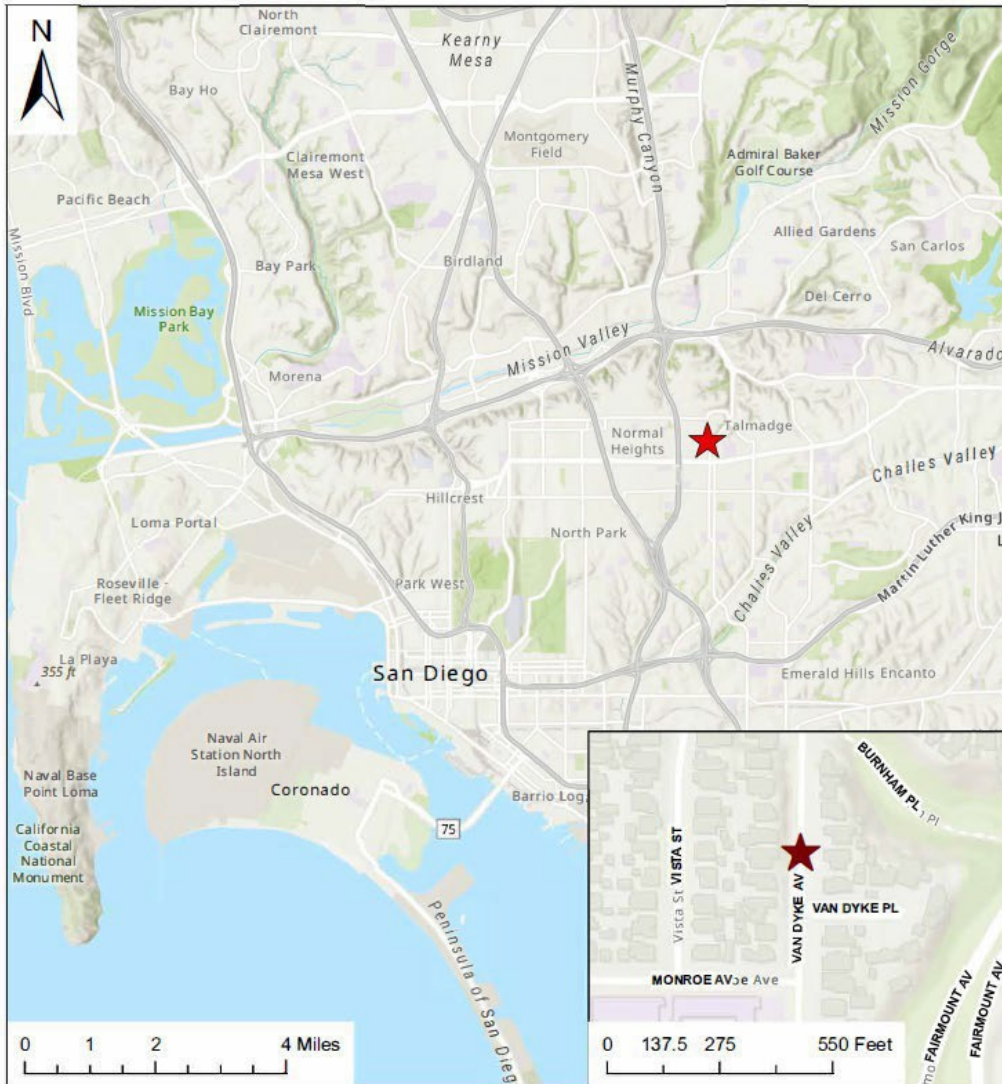 N
North
Clairemont
Kearny
Mesa
Bay Ho
Murphy Canyon
Mission Gorge
Montgomery
Field
Clairemont
Mesa West
Admiral Baker
Golf Course
Pacific Beach
Mission Blvd
Allied Gardens
San Carlos
Bay Park
Birdland
Del Cerro
Mission Bay
Park
Mission Valley
Alvarado
Morena
Talmadge
Normal
Heights
Challes Valley
Hillcrest
Loma Portal
North Park
Martin Luther King J
L
Challes Valley
Roseville -
Fleet Ridge
Park West
La Playa
355 ft
San Diego
Emerald Hills
Encanto
Naval Air
Station North
Island
Naval Base
Point Loma
Coronado
Barrio Log
75
California
Coastal
National
Monument
Peninsula of San Dieg
BURNHAM PL
Pl
VISTA ST
Vista St
VAN DYKE AV
VAN DYKE PL
MONROE AV
oe Ave
FAIRMOUNT AV
FAIRMOUNT AV
mo
0 1 2 4 Miles
0 137.5 275 550 Feet